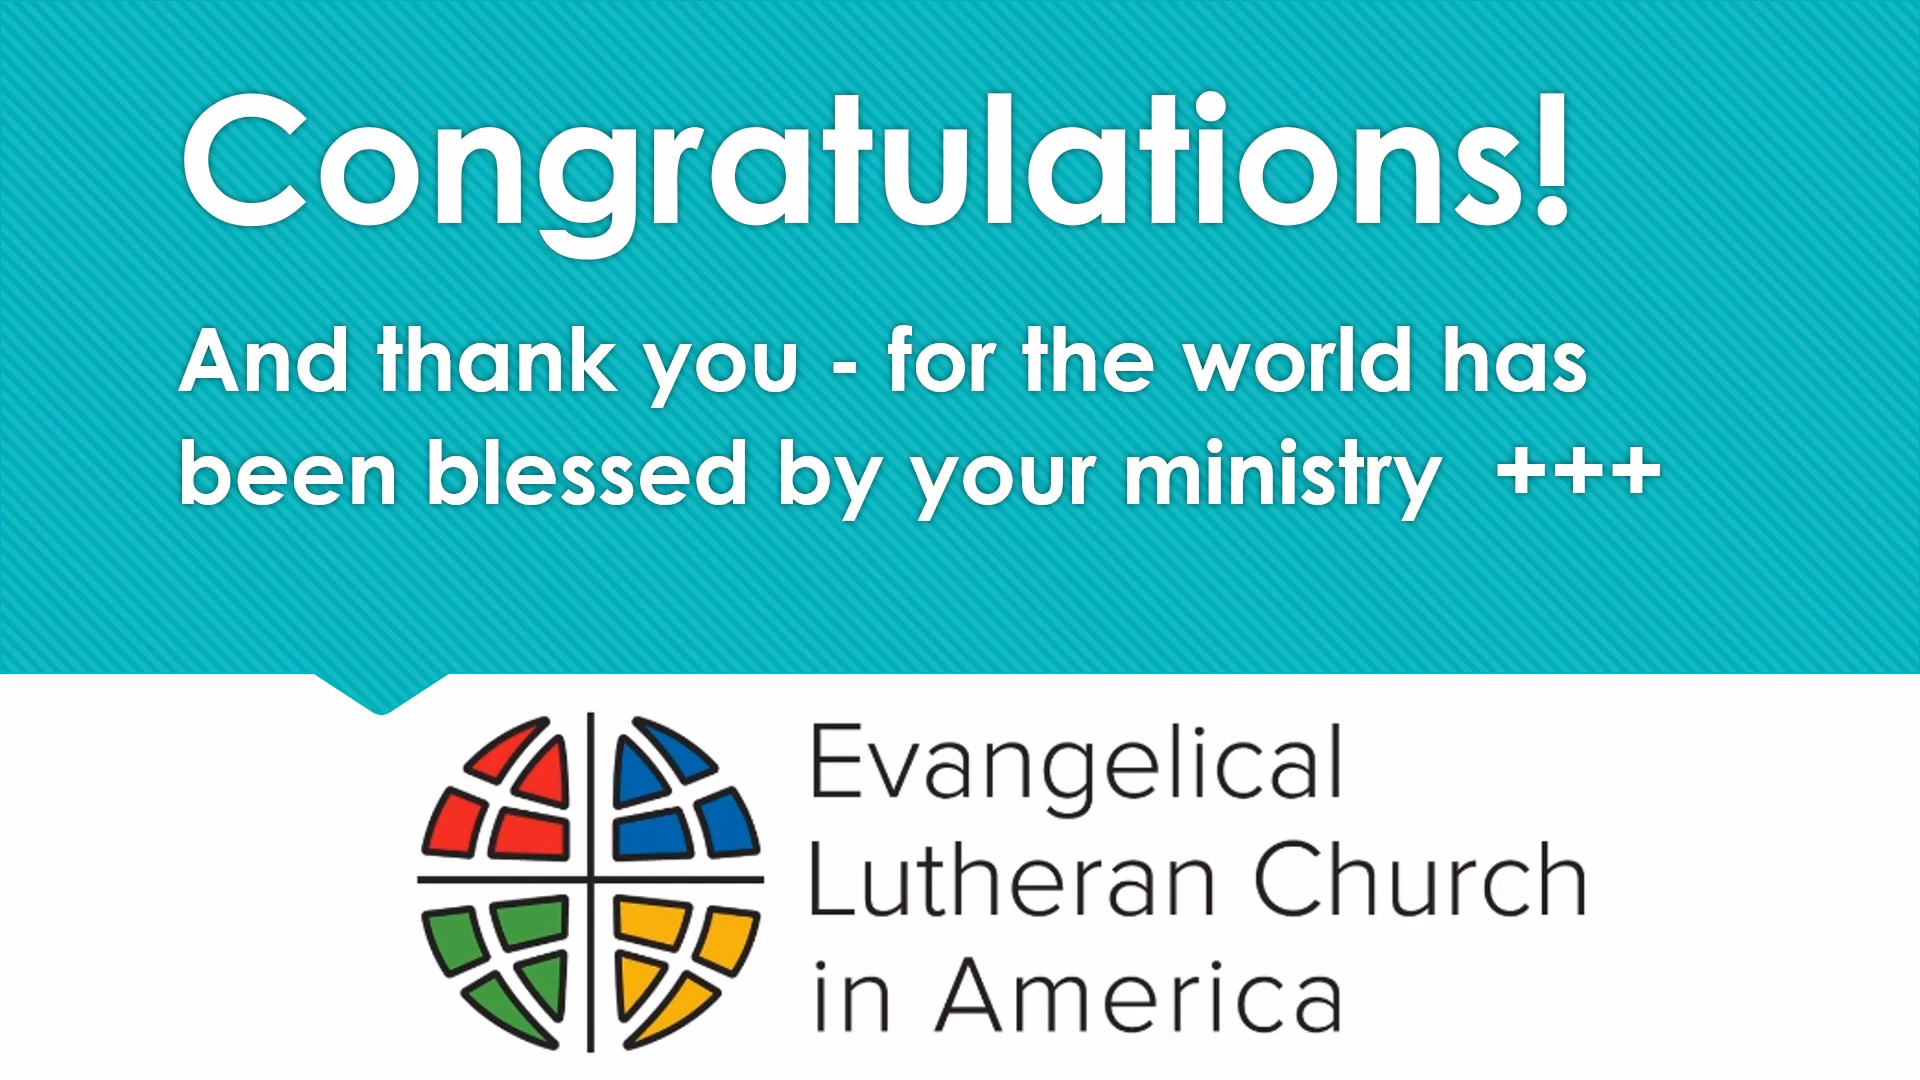 Congratulations!
And thank you - for the world has
been blessed by your ministry  +++
Evangelical
Lutheran Church
in America